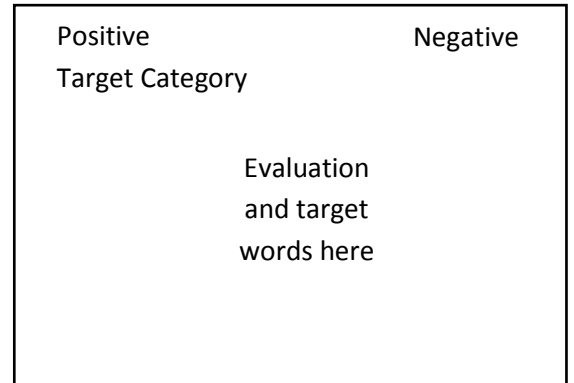 Positive Negative
Target Category
Evaluation
and target
words here